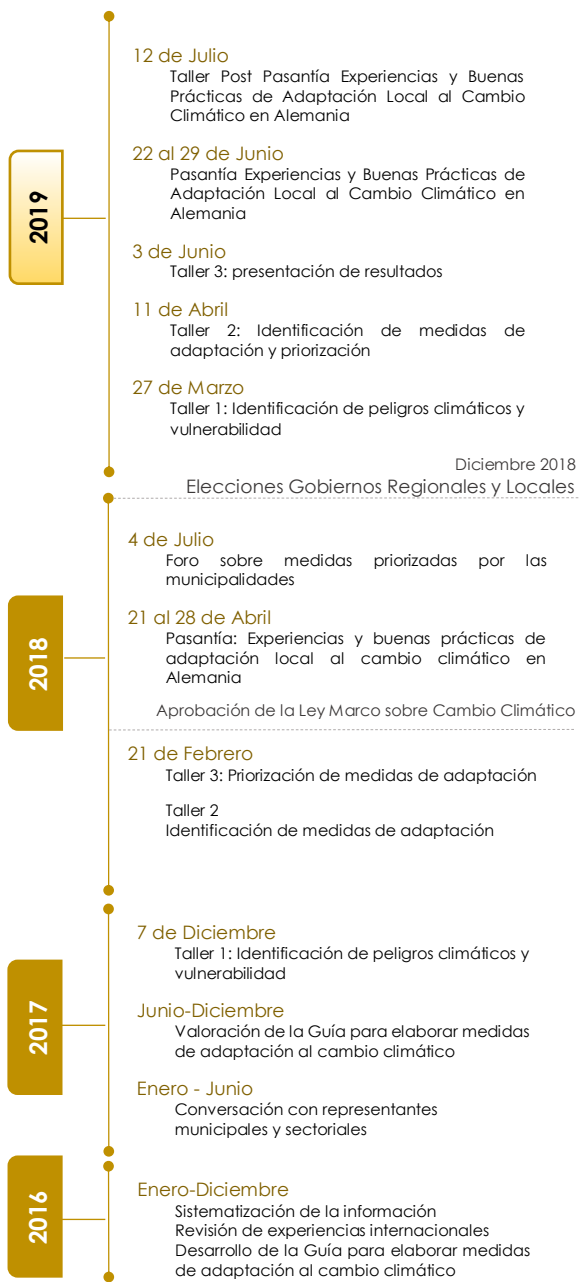 2019
12 de Julio
Taller Post Pasantía Experiencias y Buenas
Prácticas de Adaptación Local al Cambio
Climático en Alemania
22 al 29 de Junio
Pasantía Experiencias y Buenas Prácticas de
Adaptación Local al Cambio Climático en
Alemania
3 de Junio
Taller 3: presentación de resultados
11 de Abril
Taller 2: Identificación de medidas de
adaptación y priorización
27 de Marzo
Taller 1: Identificación de peligros climáticos y
vulnerabilidad
Diciembre 2018
Elecciones Gobiernos Regionales y Locales
2018
4 de Julio
Foro sobre medidas priorizadas por las
municipalidades
21 al 28 de Abril
Pasantía: Experiencias y buenas prácticas de
adaptación local al cambio climático en
Alemania
Aprobación de la Ley Marco sobre Cambio Climático
21 de Febrero
Taller 3: Priorización de medidas de adaptación
Taller 2
Identificación de medidas de adaptación
2017
7 de Diciembre
Taller 1: Identificación de peligros climáticos y
vulnerabilidad
Junio-Diciembre
Valoración de la Guía para elaborar medidas
de adaptación al cambio climático
Enero - Junio
Conversación con representantes
municipales y sectoriales
2016
Enero-Diciembre
Sistematización de la información
Revisión de experiencias internacionales
Desarrollo de la Guía para elaborar medidas
de adaptación al cambio climático